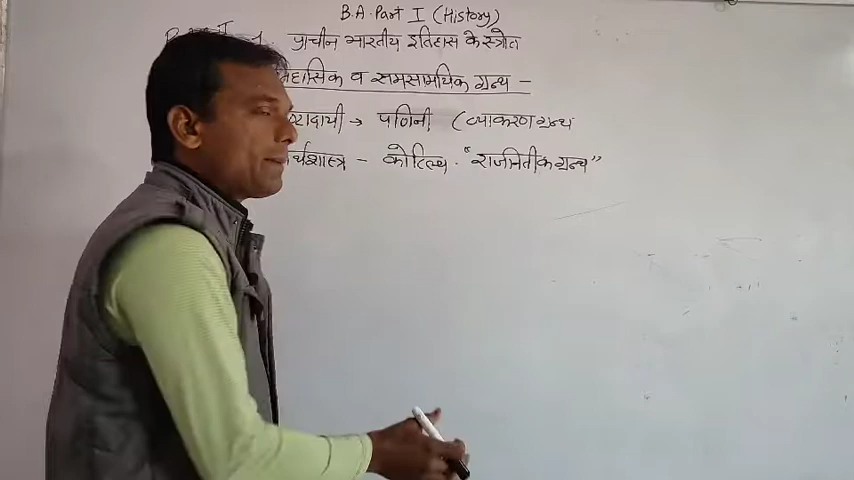 B.A. Part I (History)
प्राचीन भारतीय इतिहास के स्त्रोत
व समसामयिक ग्रन्थ -
→ पाणिनी (व्याकरण ग्रन्थ
- कोटिल्य. "राजनितीक ग्रन्थ"